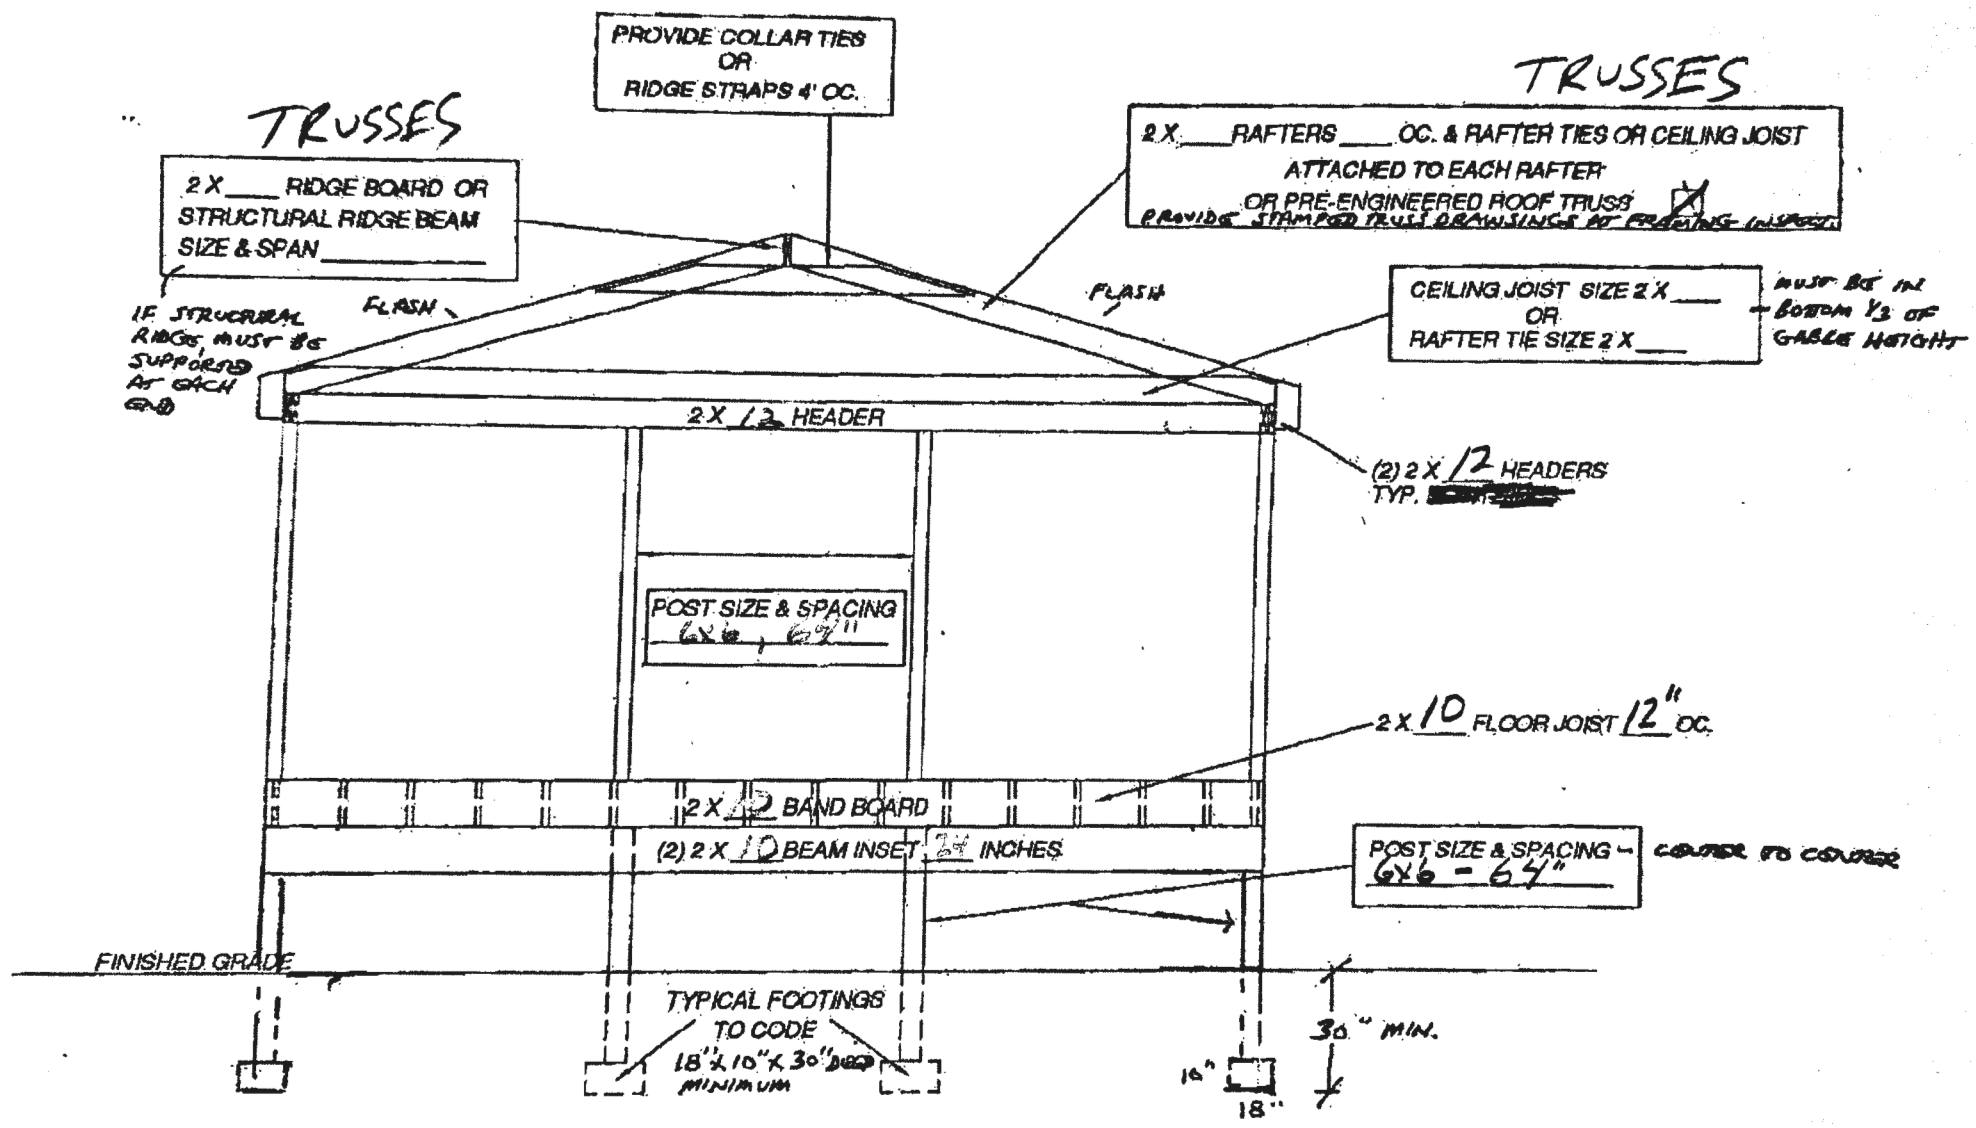 PROVIDE COLLAR TIES
OR
RIDGE STRAPS 4' OC.
TRUSSES
2 X ____ RIDGE BOARD OR
STRUCTURAL RIDGE BEAM
SIZE & SPAN ____
IF STRUCTURAL
RIDGE, MUST BE
SUPPORTED
AT EACH
END
FLASH
TRUSSES
2 X ____ RAFTERS ____ OC. & RAFTER TIES OR CEILING JOIST
ATTACHED TO EACH RAFTER
OR PRE-ENGINEERED ROOF TRUSS
PROVIDE STAMPED TRUSS DRAWSINGS AT FRAMING INSPECT.
FLASH
CEILING JOIST SIZE 2 X ____
OR
RAFTER TIE SIZE 2 X ____
MUST BE IN
BOTTOM 1/3 OF
GABLE HEIGHT
2 X 12 HEADER
(2) 2 X 12 HEADERS
TYP.
POST SIZE & SPACING
6X6, 64"
2 X 10 FLOOR JOIST 12" OC.
2 X 10 BAND BOARD
(2) 2 X 10 BEAM INSET 24 INCHES
POST SIZE & SPACING - CENTER TO CENTER
6X6 - 64"
FINISHED GRADE
TYPICAL FOOTINGS
TO CODE
18" X 10" X 30" DEEP
MINIMUM
30" MIN.
10"
18"